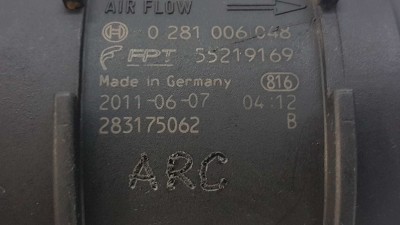 AIR FLOW
0 281 006 048
FPT 55219169
Made in Germany 816
2011-06-07 04:12
283175062 B
ARC